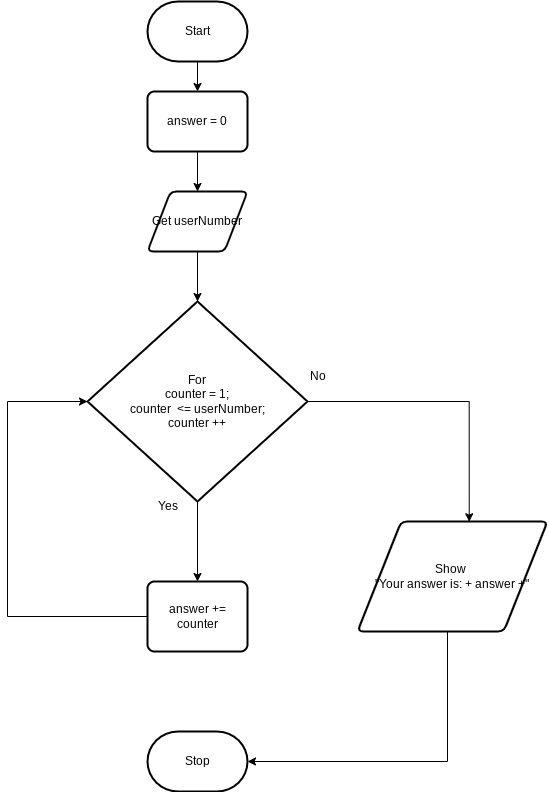 Start
answer = 0
Get userNumber
For
counter = 1;
counter  <= userNumber;
counter ++
No
Yes
answer +=
counter
Show
"Your answer is: + answer +"
Stop